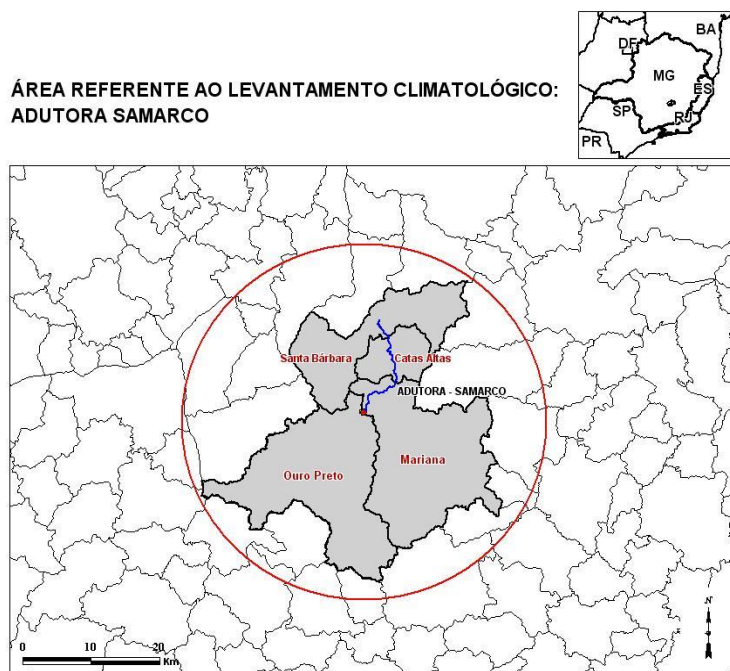 ÁREA REFERENTE AO LEVANTAMENTO CLIMATOLÓGICO:
ADUTORA SAMARCO
BA
DF
MG
ES
SP
RJ
PR
Santa Bárbara
Catas Altas
ADUTORA - SAMARCO
Ouro Preto
Mariana
N
0 10 20
Km